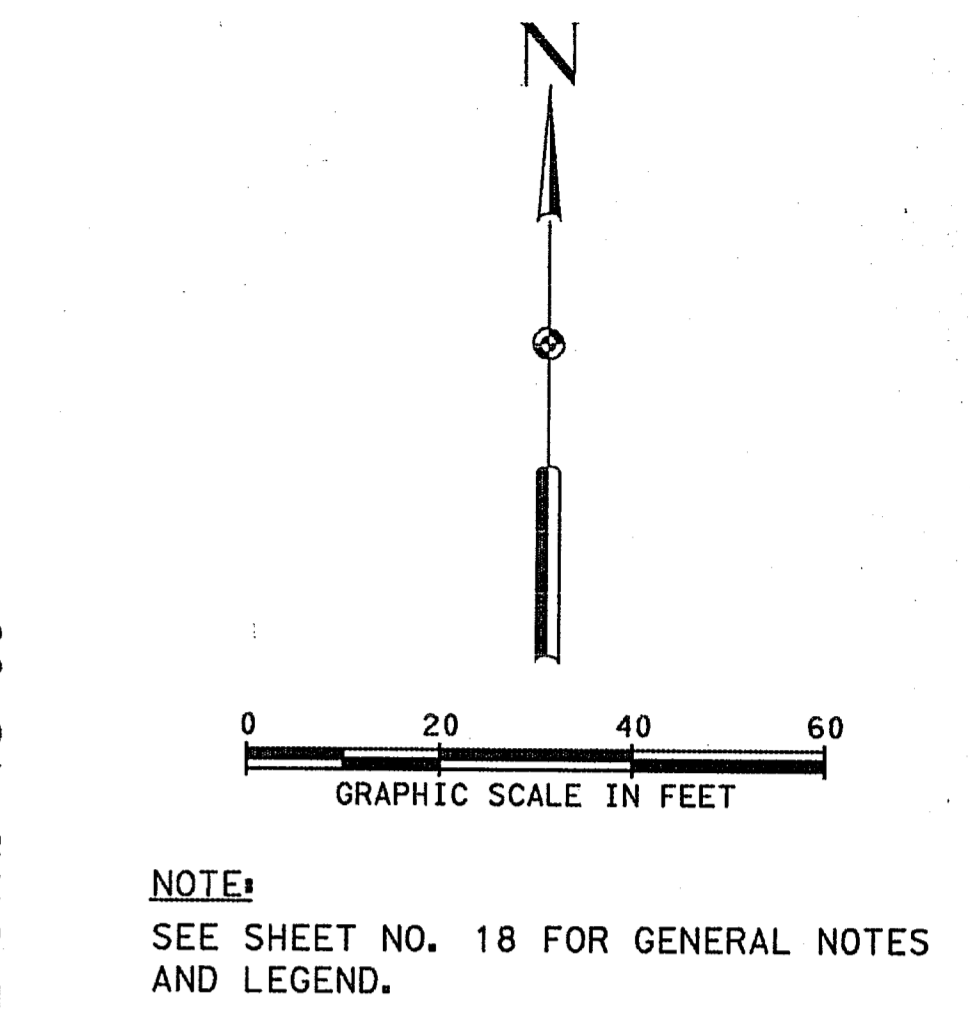 N
0 20 40 60
GRAPHIC SCALE IN FEET
NOTE:
SEE SHEET NO. 18 FOR GENERAL NOTES
AND LEGEND.